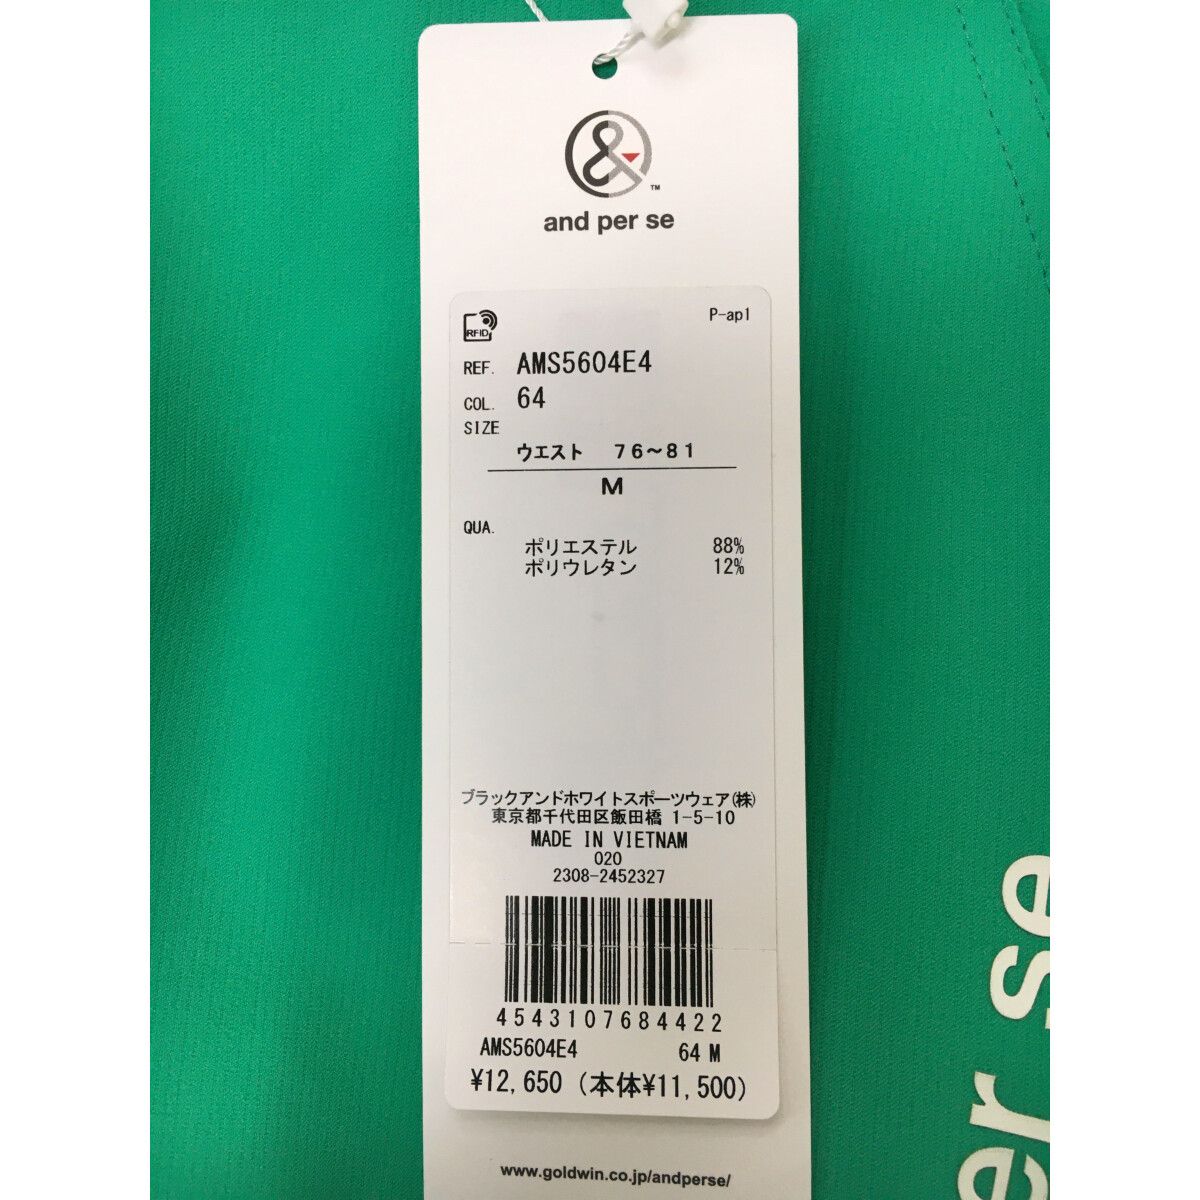 &
TM
and per se
P-ap1
RFID
REF. AMS5604E4
COL. 64
SIZE
ウエスト 76〜81
M
QUA.
ポリエステル 88%
ポリウレタン 12%
ブラックアンドホワイトスポーツウェア(株)
東京都千代田区飯田橋 1-5-10
MADE IN VIETNAM
020
2308-2452327
4543107684422
AMS5604E4 64 M
¥12,650 (本体¥11,500)
www.goldwin.co.jp/andperse/
er se